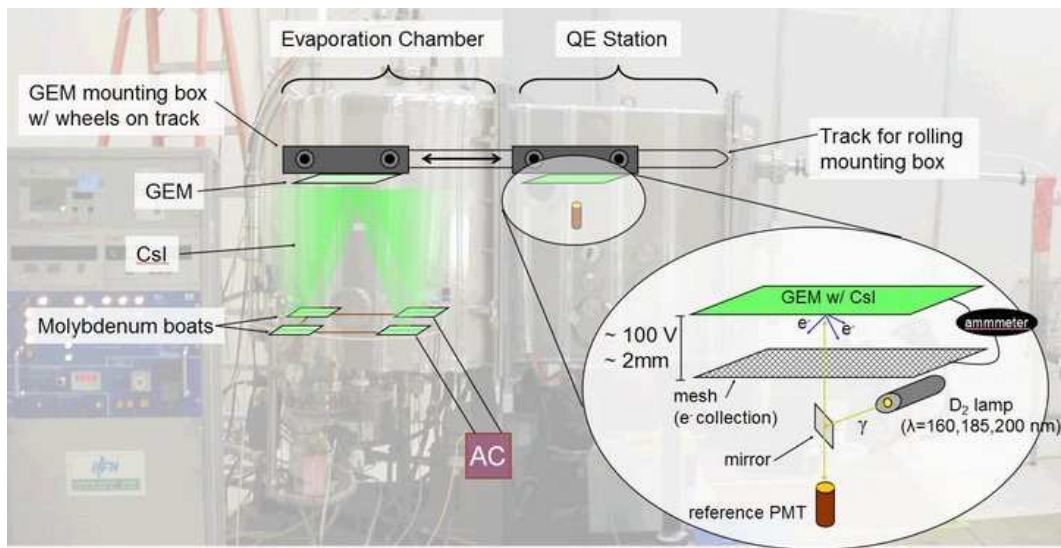 Evaporation Chamber
QE Station
GEM mounting box
w/ wheels on track
Track for rolling
mounting box
GEM
CsI
Molybdenum boats
AC
GEM w/ CsI
e- e-
ammmeter
~ 100 V
~ 2mm
mesh
(e- collection)
D2 lamp
(λ=160,185,200 nm)
γ
mirror
reference PMT